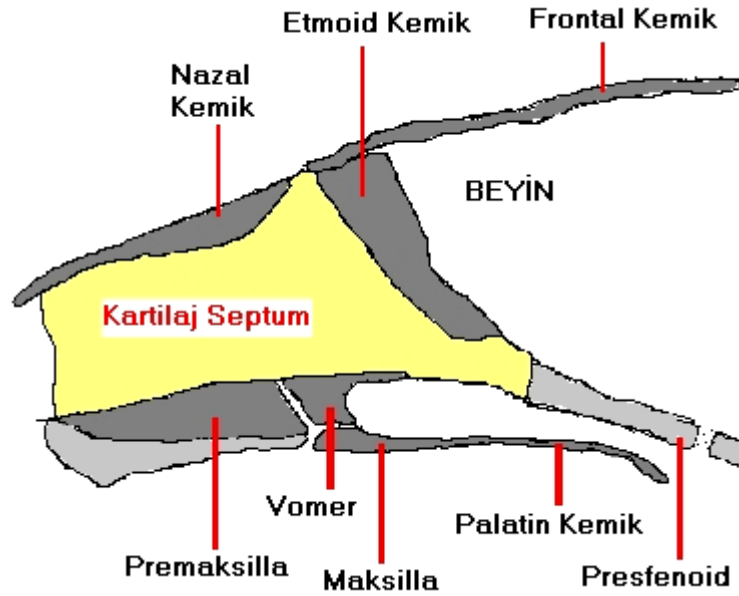 Etmoid Kemik
Frontal Kemik
Nazal
Kemik
BEYİN
Kartilaj Septum
Vomer
Palatin Kemik
Premaksilla
Maksilla
Presfenoid